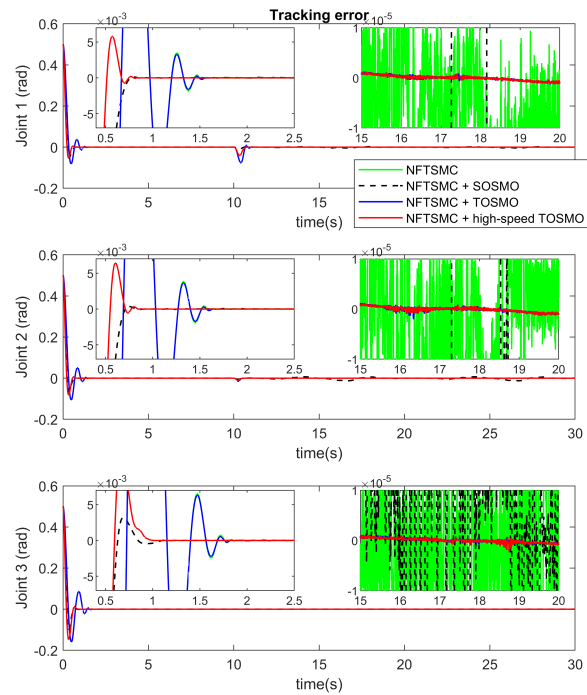 Tracking error
×10⁻³
×10⁻⁵
0.6
0.4
0.2
0
-0.2
Joint 1 (rad)
5
0
-5
0.5 1 1.5 2 2.5
1
0
-1
15 16 17 18 19 20
0 5 10 15
time(s)
NFTSMC
NFTSMC + SOSMO
NFTSMC + TOSMO
NFTSMC + high-speed TOSMO
×10⁻³
×10⁻⁵
0.6
0.4
0.2
0
-0.2
Joint 2 (rad)
5
0
-5
0.5 1 1.5 2 2.5
1
0
-1
15 16 17 18 19 20
0 5 10 15 20 25 30
time(s)
×10⁻³
×10⁻⁵
0.6
0.4
0.2
0
-0.2
Joint 3 (rad)
5
0
-5
0.5 1 1.5 2 2.5
1
0
-1
15 16 17 18 19 20
0 5 10 15 20 25 30
time(s)